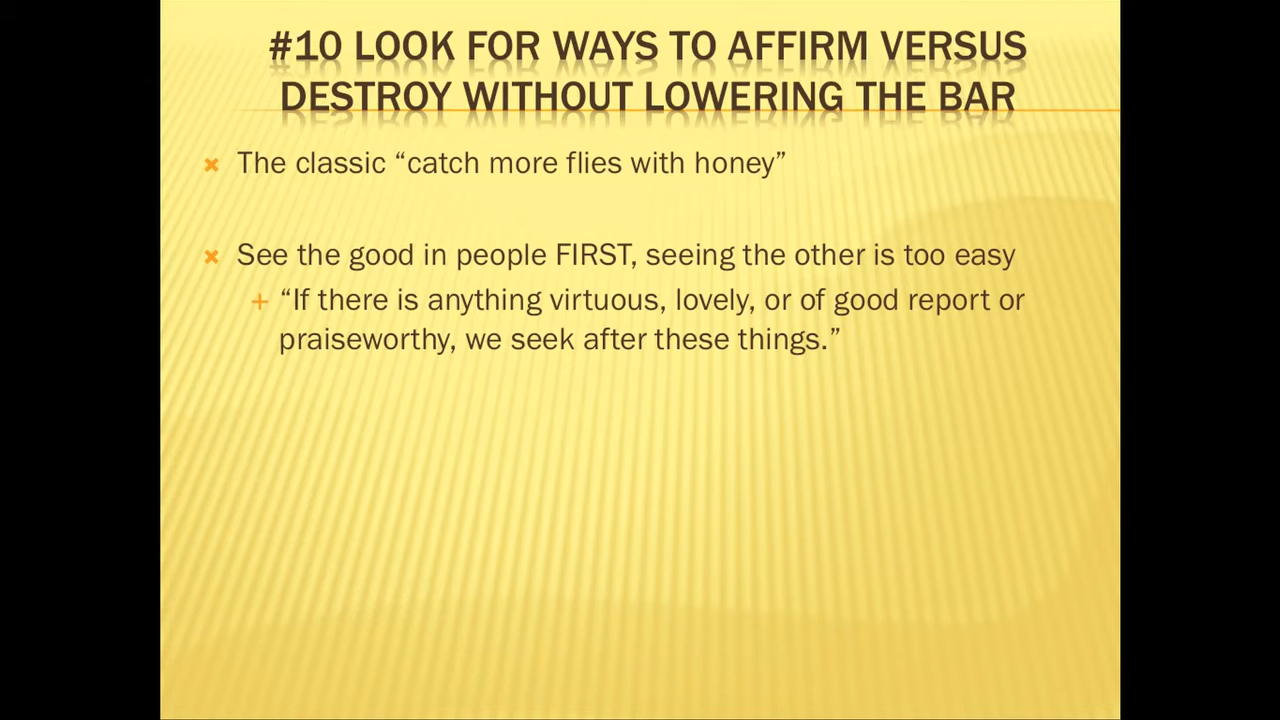 #10 LOOK FOR WAYS TO AFFIRM VERSUS
DESTROY WITHOUT LOWERING THE BAR
The classic “catch more flies with honey”
See the good in people FIRST, seeing the other is too easy
“If there is anything virtuous, lovely, or of good report or
praiseworthy, we seek after these things.”